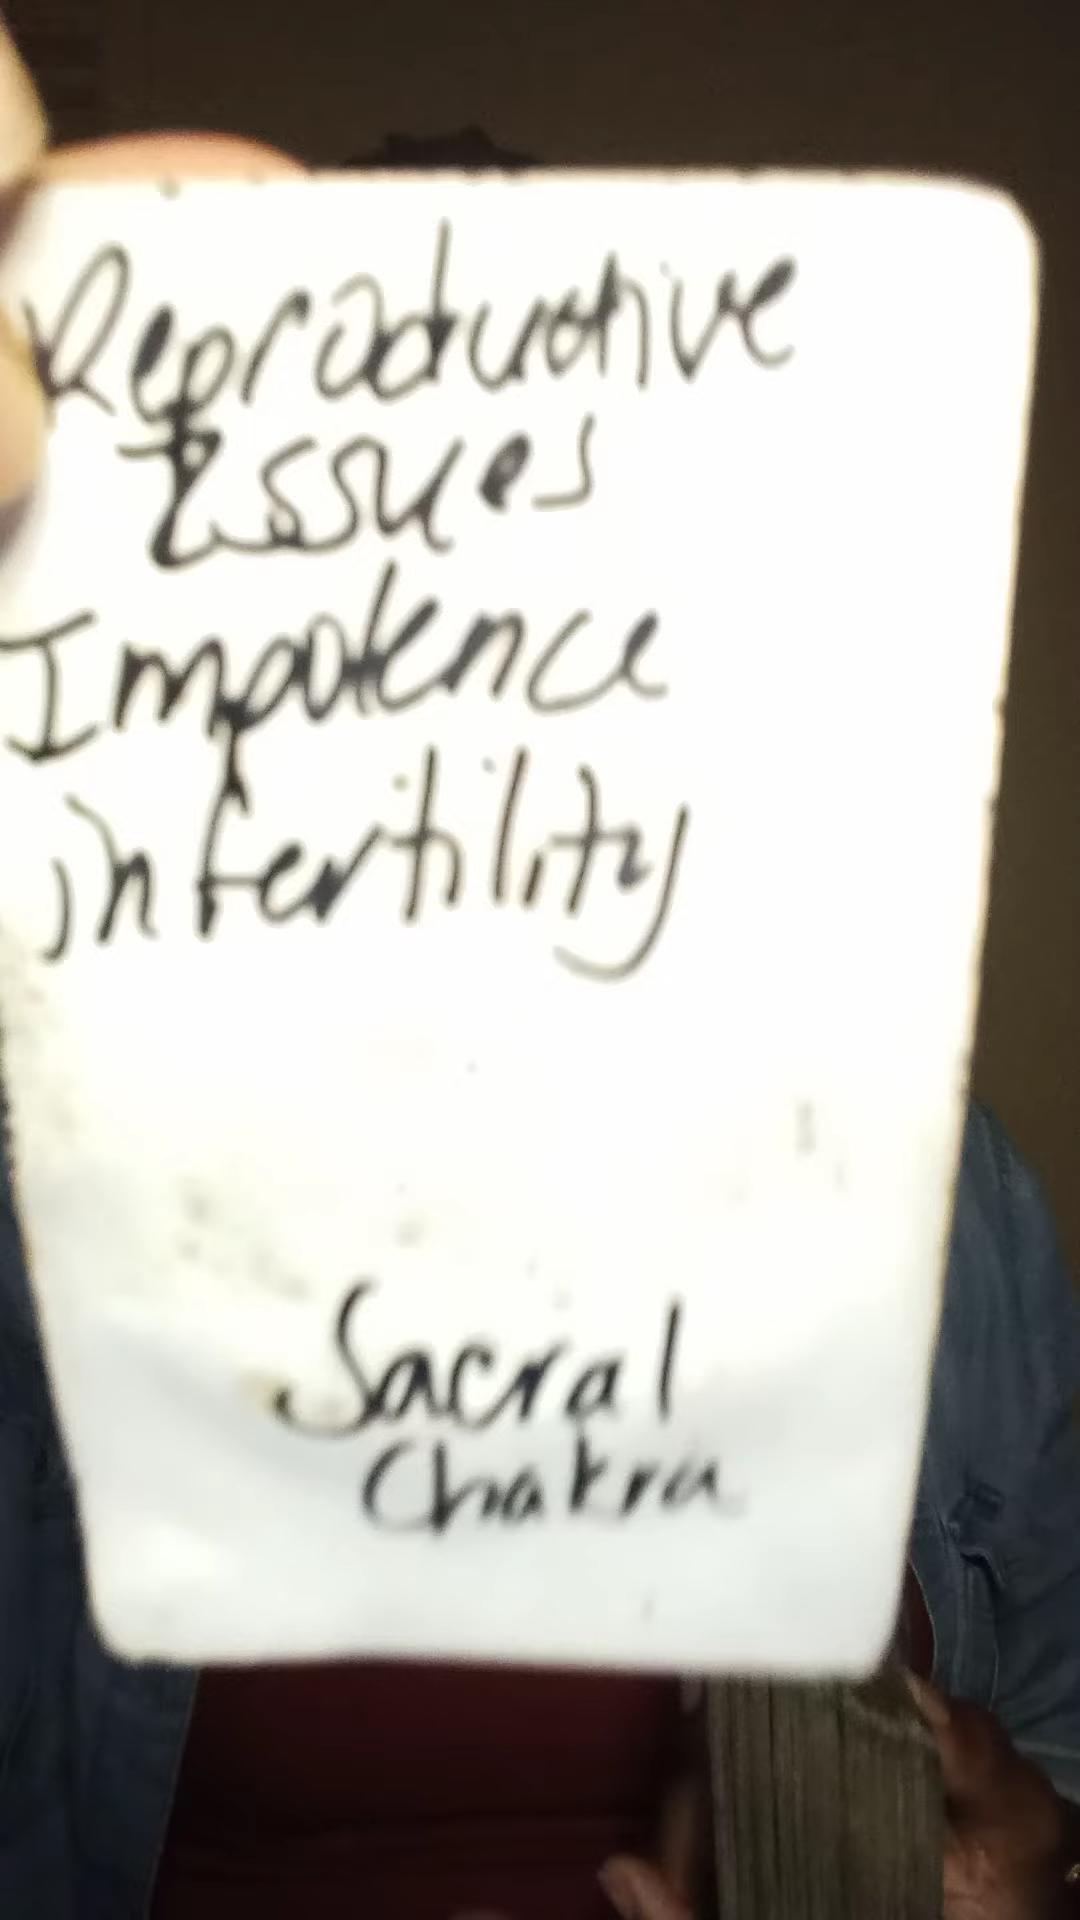 Reproductive
Issues
Impotence
infertility
Sacral
Chakra